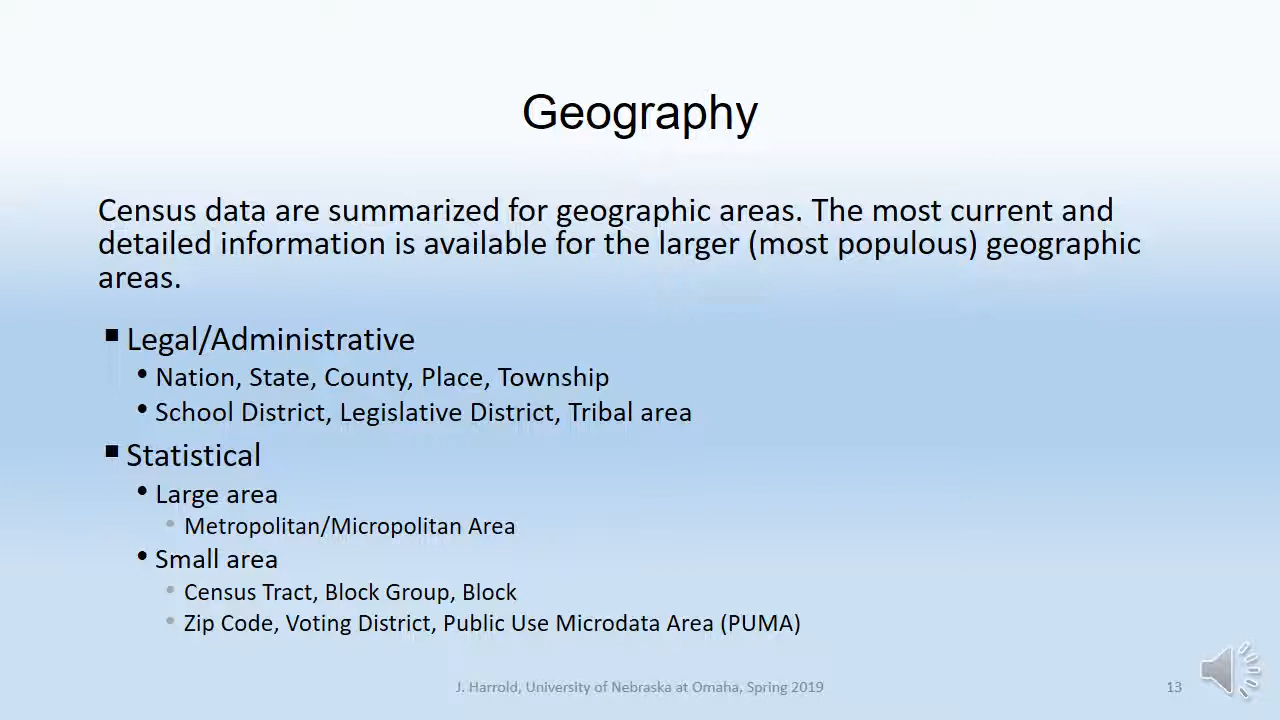 Geography
Census data are summarized for geographic areas. The most current and
detailed information is available for the larger (most populous) geographic
areas.
Legal/Administrative
Nation, State, County, Place, Township
School District, Legislative District, Tribal area
Statistical
Large area
Metropolitan/Micropolitan Area
Small area
Census Tract, Block Group, Block
Zip Code, Voting District, Public Use Microdata Area (PUMA)
J. Harrold, University of Nebraska at Omaha, Spring 2019
13